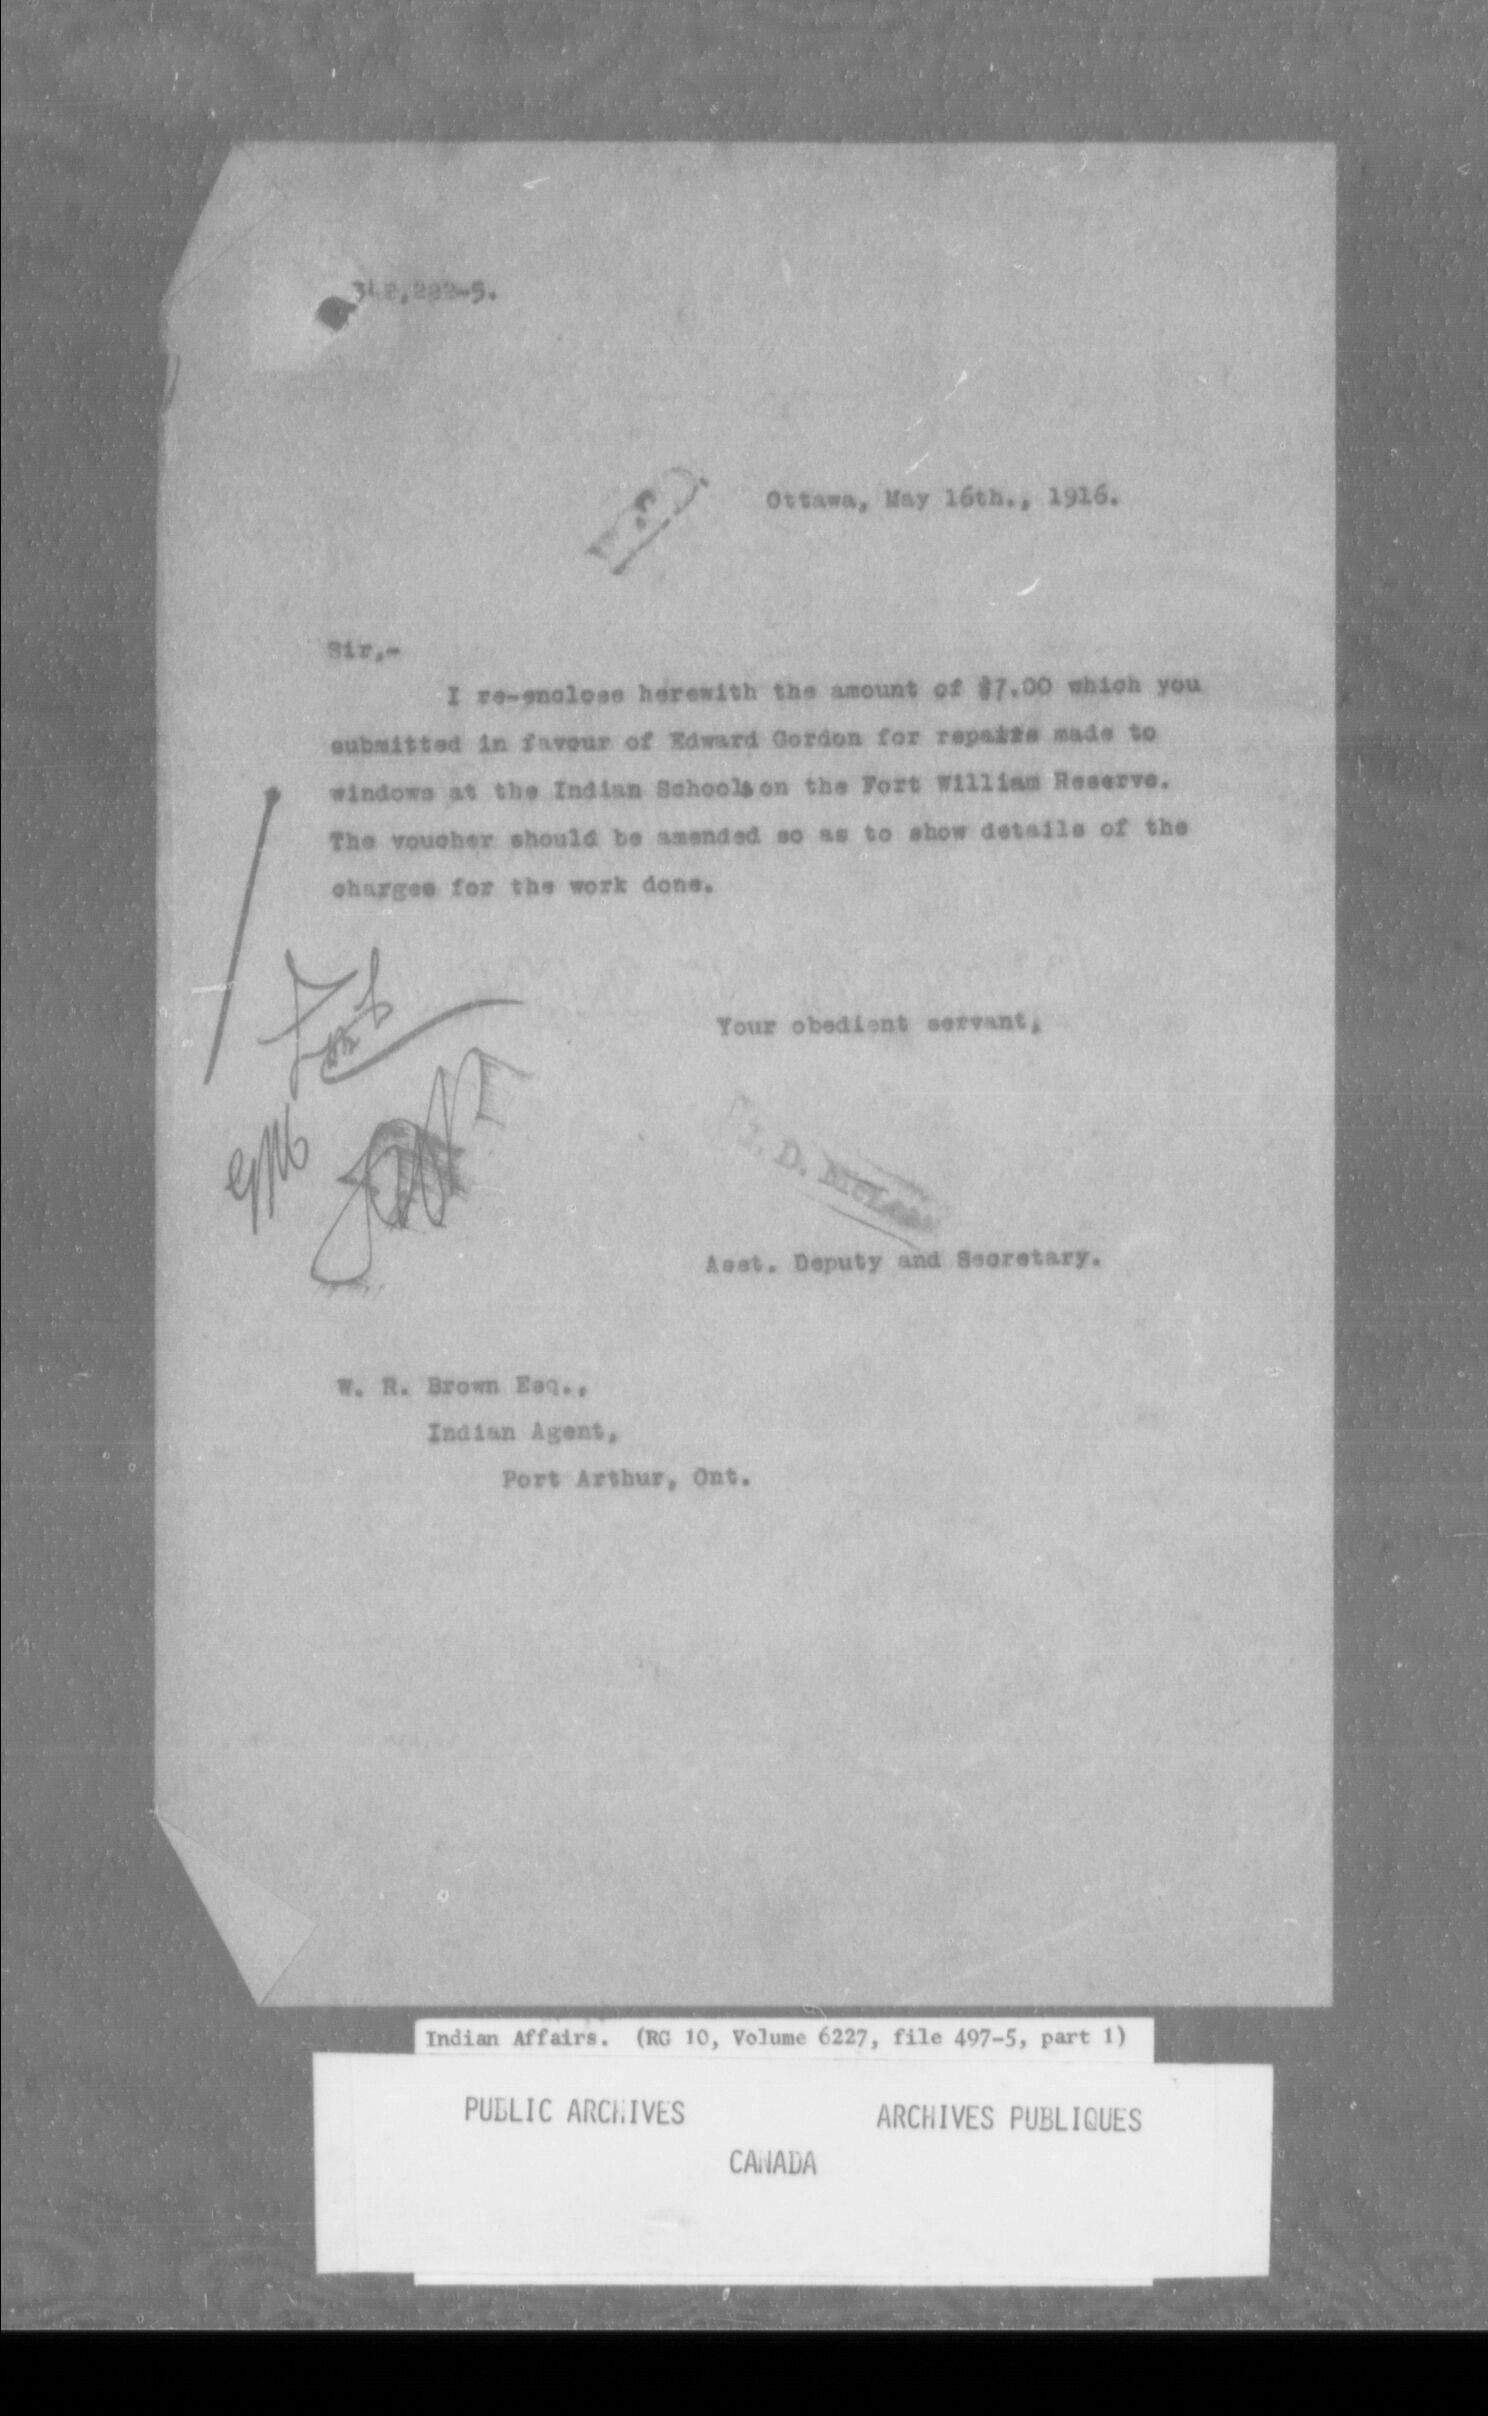 342,222-5.
Ottawa, May 16th., 1916.
Sir,-
I re-enclose herewith the amount of $7.00 which you
submitted in favour of Edward Gordon for repairs made to
windows at the Indian Schools on the Fort William Reserve.
The voucher should be amended so as to show details of the
charges for the work done.
Your obedient servant,
J. D. McLean
Asst. Deputy and Secretary.
W. R. Brown Esq.,
Indian Agent,
Port Arthur, Ont.
Indian Affairs. (RG 10, Volume 6227, file 497-5, part 1)
PUBLIC ARCHIVES
ARCHIVES PUBLIQUES
CANADA